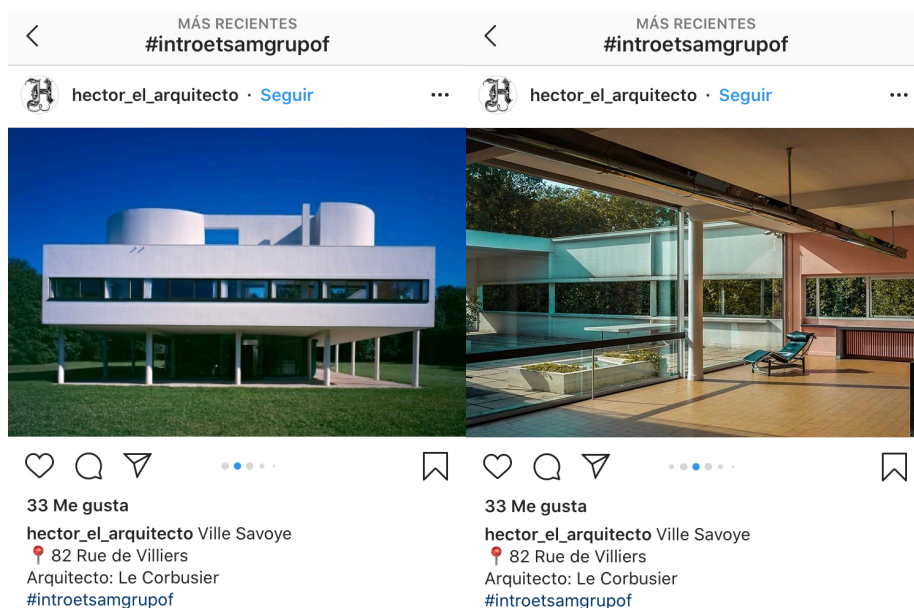 MÁS RECIENTES
#introetsamgrupof
hector_el_arquitecto · Seguir
33 Me gusta
hector_el_arquitecto Ville Savoye
📍 82 Rue de Villiers
Arquitecto: Le Corbusier
#introetsamgrupof
MÁS RECIENTES
#introetsamgrupof
hector_el_arquitecto · Seguir
33 Me gusta
hector_el_arquitecto Ville Savoye
📍 82 Rue de Villiers
Arquitecto: Le Corbusier
#introetsamgrupof